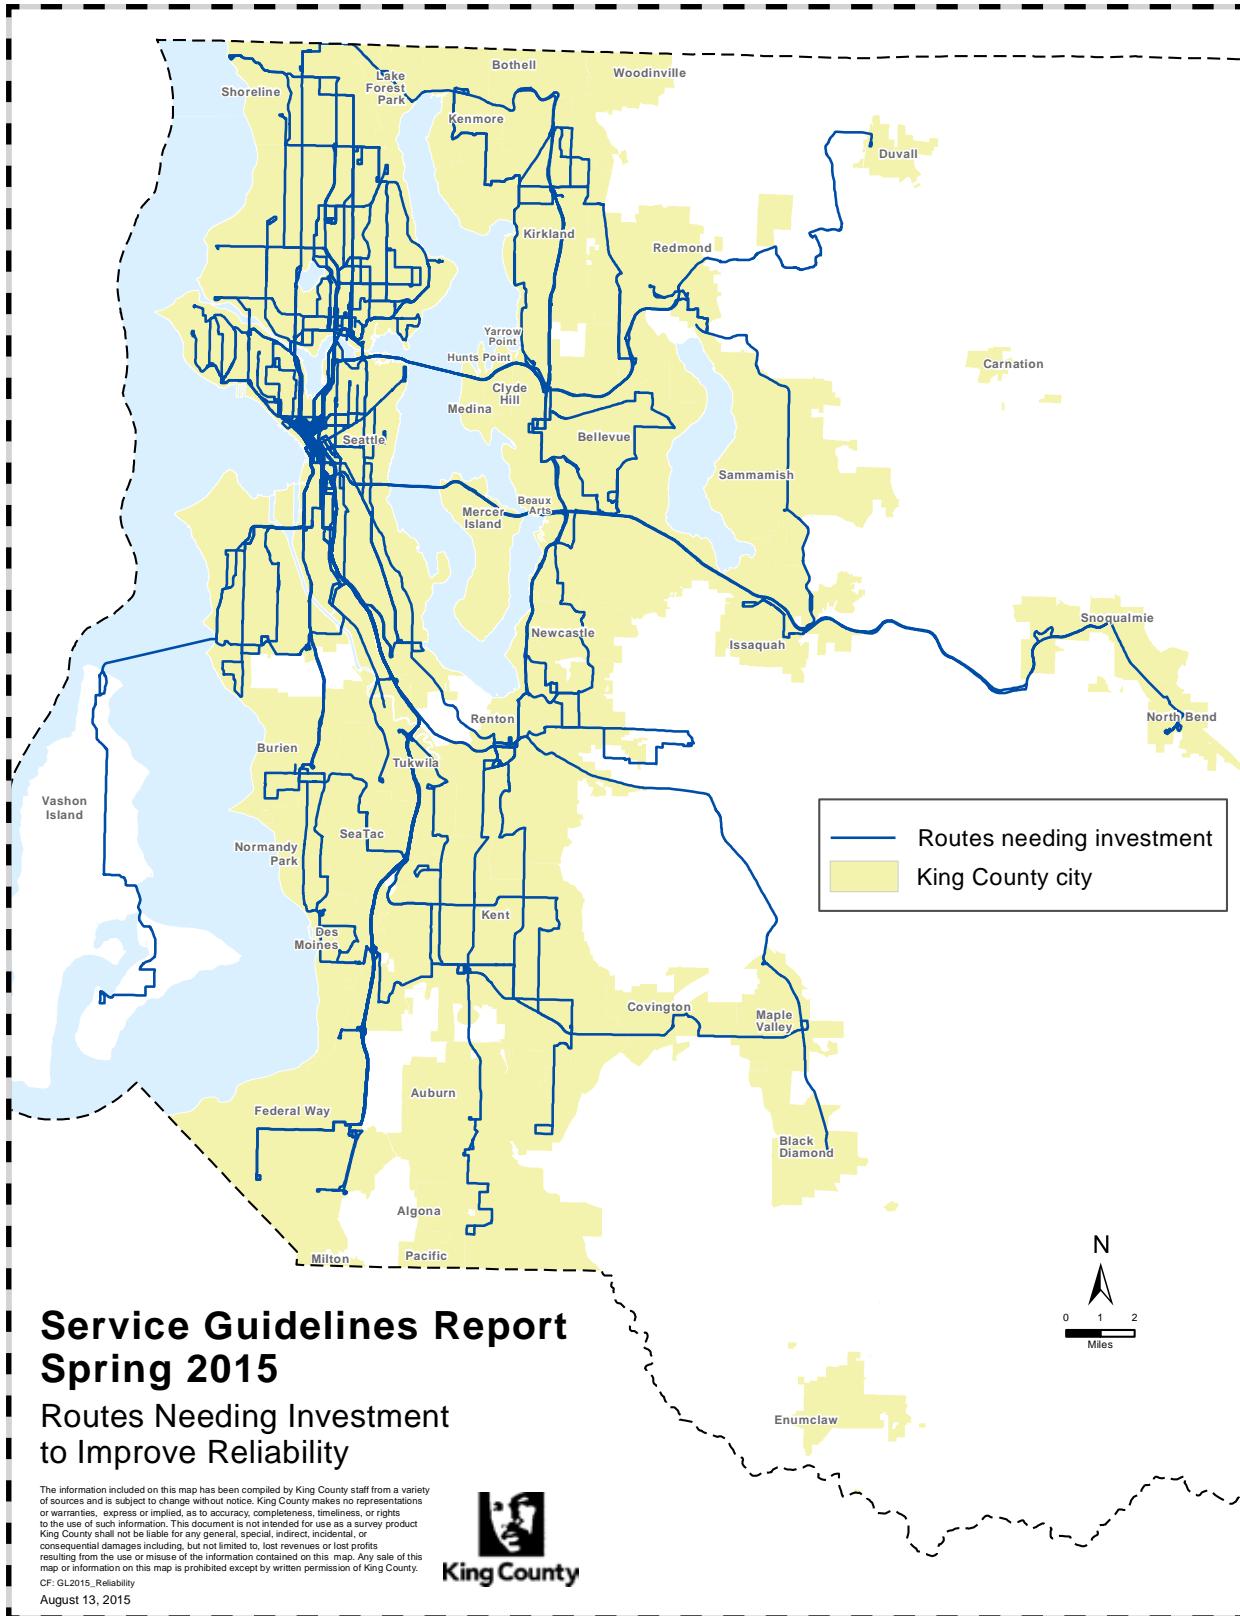 Bothell
Woodinville
Lake
Forest
Park
Shoreline
Kenmore
Duvall
Kirkland
Redmond
Yarrow
Point
Hunts Point
Carnation
Clyde
Hill
Medina
Seattle
Bellevue
Sammamish
Beaux
Arts
Mercer
Island
Snoqualmie
Newcastle
Issaquah
Renton
North Bend
Burien
Tukwila
Vashon
Island
SeaTac
Normandy
Park
Routes needing investment
King County city
Kent
Des
Moines
Covington
Maple
Valley
Auburn
Federal Way
Black
Diamond
Algona
Milton
Pacific
N
0 1 2
Miles
Enumclaw
Service Guidelines Report
Spring 2015
Routes Needing Investment
to Improve Reliability
The information included on this map has been compiled by King County staff from a variety
of sources and is subject to change without notice. King County makes no representations
or warranties, express or implied, as to accuracy, completeness, timeliness, or rights
to the use of such information. This document is not intended for use as a survey product
King County shall not be liable for any general, special, indirect, incidental, or
consequential damages including, but not limited to, lost revenues or lost profits
resulting from the use or misuse of the information contained on this map. Any sale of this
map or information on this map is prohibited except by written permission of King County.
CF: GL2015_Reliability
August 13, 2015
King County